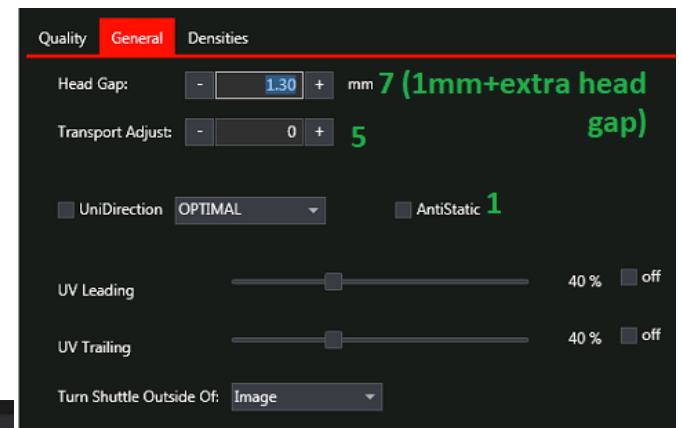 Quality General Densities
Head Gap: - 1.30 + mm 7 (1mm+extra head
gap)
Transport Adjust: - 0 + 5
UniDirection OPTIMAL AntiStatic 1
UV Leading 40 % off
UV Trailing 40 % off
Turn Shuttle Outside Of: Image